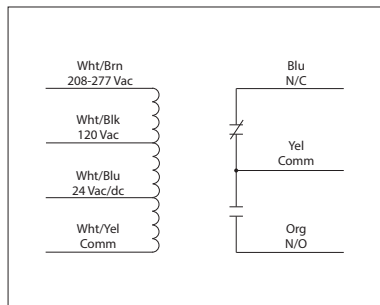 Wht/Brn
208-277 Vac
Wht/Blk
120 Vac
Wht/Blu
24 Vac/dc
Wht/Yel
Comm
Blu
N/C
Yel
Comm
Org
N/O